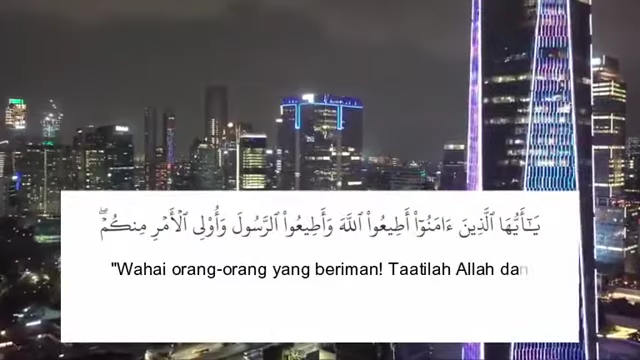 يَـٰٓأَيُّهَا ٱلَّذِينَ ءَامَنُوٓا۟ أَطِيعُوا۟ ٱللَّهَ وَأَطِيعُوا۟ ٱلرَّسُولَ وَأُو۟لِى ٱلْأَمْرِ مِنكُمْ ۖ
"Wahai orang-orang yang beriman! Taatilah Allah dan